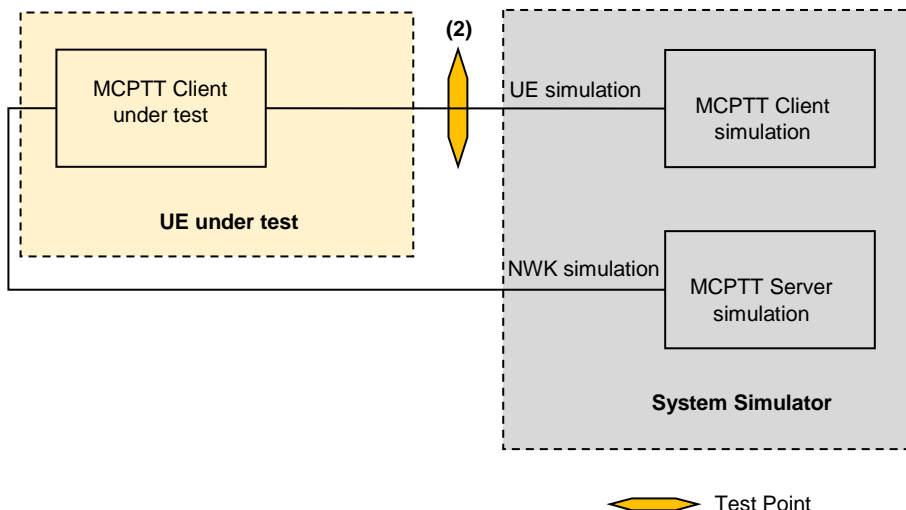 (2)
MCPTT Client
under test
UE under test
UE simulation
MCPTT Client
simulation
NWK simulation
MCPTT Server
simulation
System Simulator
Test Point